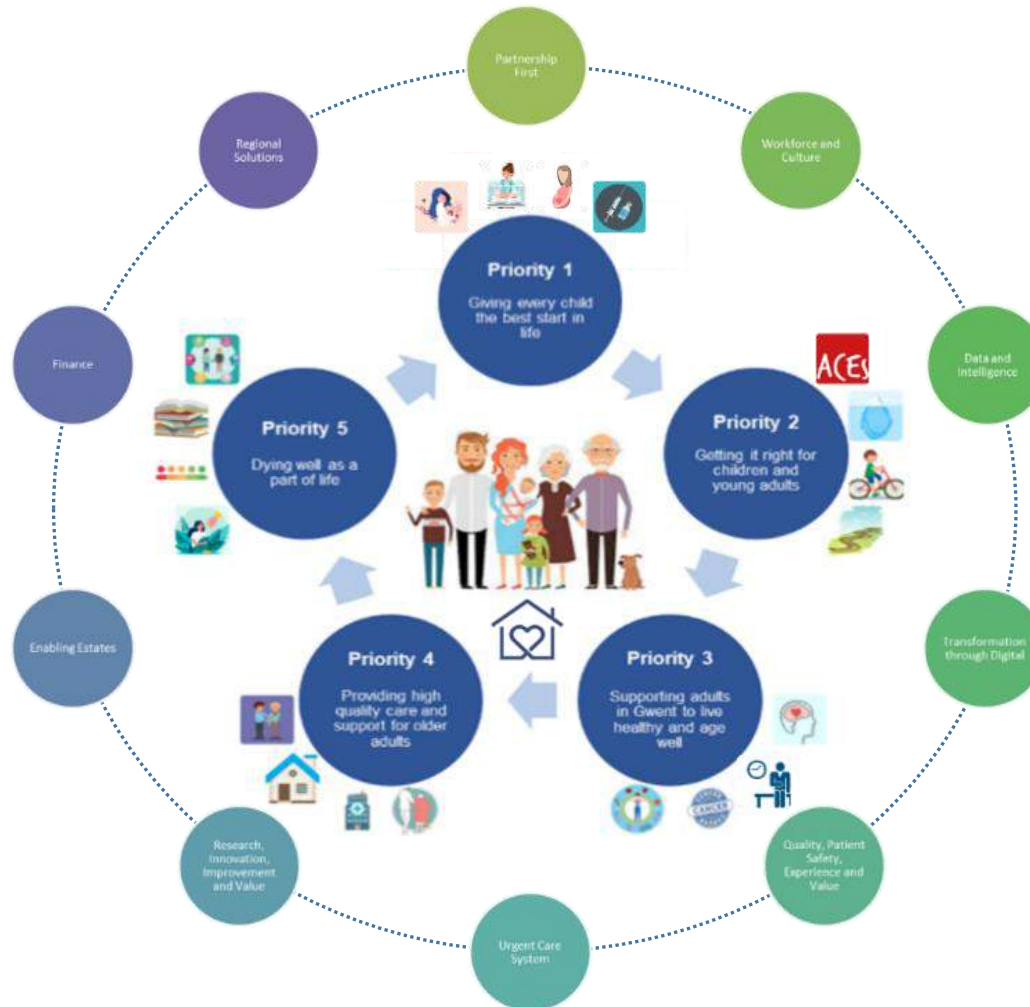 Partnership
First
Regional
Solutions
Workforce and
Culture
Priority 1
Giving every child
the best start in
life
Finance
Data and
Intelligence
ACEs
Priority 5
Dying well as a
part of life
Priority 2
Getting it right for
children and
young adults
Enabling Estates
Transformation
through Digital
Priority 4
Providing high
quality care and
support for older
adults
Priority 3
Supporting adults
in Gwent to live
healthy and age
well
CANCER
Research,
Innovation,
Improvement
and Value
Quality, Patient
Safety,
Experience and
Value
Urgent Care
System